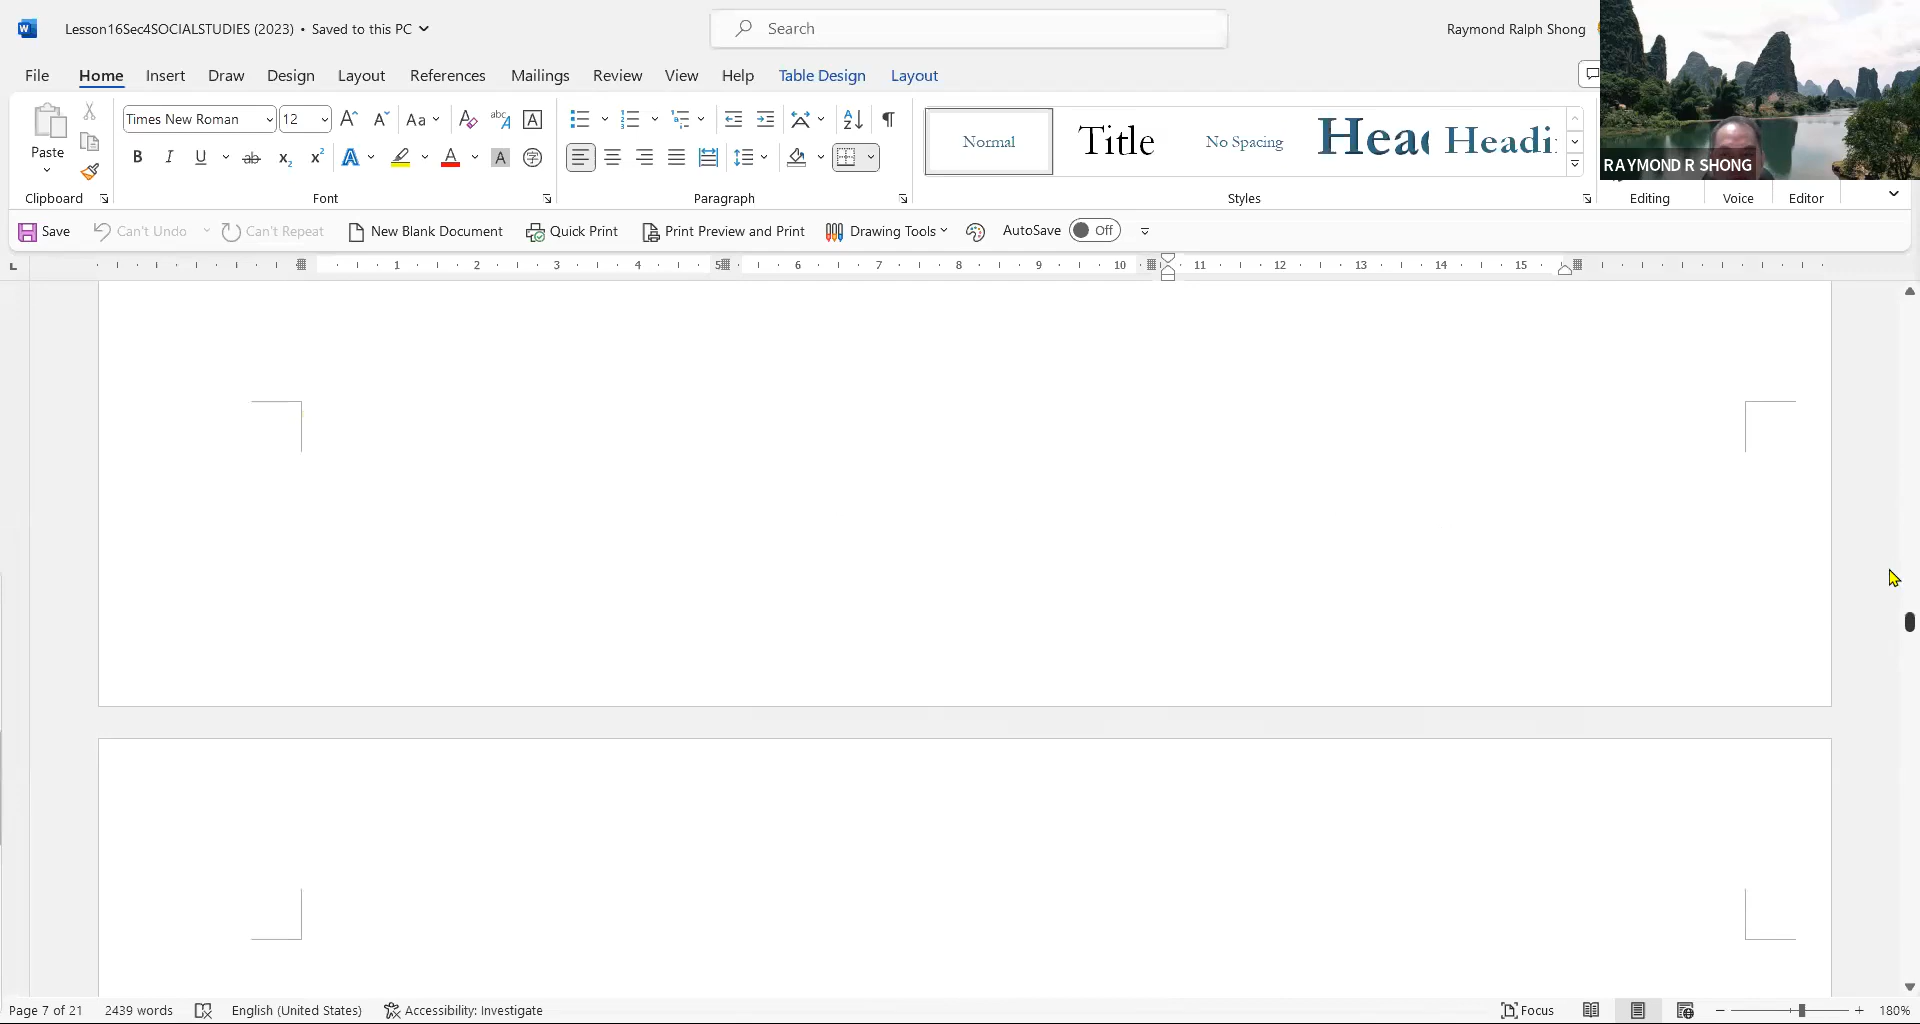 Lesson16Sec4SOCIALSTUDIES (2023) • Saved to this PC
Search
Raymond Ralph Shong
File Home Insert Draw Design Layout References Mailings Review View Help Table Design Layout
Paste
Times New Roman 12
Normal Title No Spacing Head Headi
RAYMOND R SHONG
Clipboard Font Paragraph Styles Editing Voice Editor
Save Can't Undo Can't Repeat New Blank Document Quick Print Print Preview and Print Drawing Tools AutoSave Off
1 2 3 4 5 6 7 8 9 10 11 12 13 14 15
Page 7 of 21 2439 words English (United States) Accessibility: Investigate Focus 180%